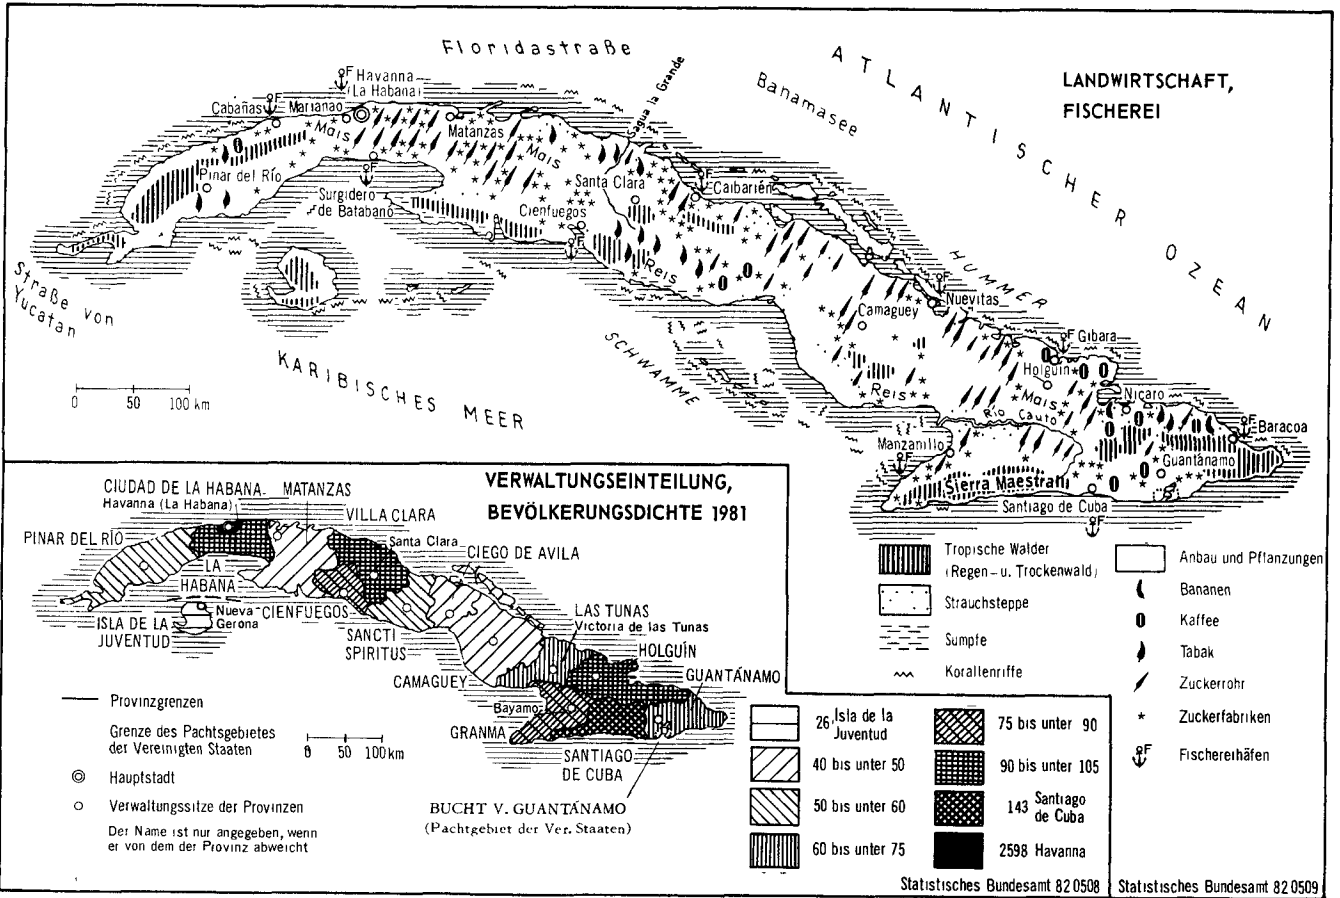 LANDWIRTSCHAFT,
FISCHEREI
Floridastraße
ATLANTISCHER OZEAN
Bahamasee
Sagua la Grande
F Havanna
(La Habana)
F
Cabañas
Marianao
Mais
Matanzas
Mais
Pinar del Río
F
Surgidero
de Batabanó
Santa Clara
F
Caibarién
Cienfuegos
F
Reis
Straße von
Yucatan
KARIBISCHES MEER
SCHWÄMME
HUMMER
F
Nuevitas
Camaguey
F Gibara
Holguín
Mais
Reis
Río Cauto
Nicaro
F
Baracoa
Manzanillo
F
Guantánamo
Sierra Maestra
Santiago de Cuba
F
0 50 100 km
Tropische Wälder
(Regen- u. Trockenwald)
Strauchsteppe
Sümpfe
Korallenriffe
Anbau und Pflanzungen
Bananen
Kaffee
Tabak
Zuckerrohr
Zuckerfabriken
F
Fischereihäfen
VERWALTUNGSEINTEILUNG,
BEVÖLKERUNGSDICHTE 1981
CIUDAD DE LA HABANA
Havanna (La Habana)
MATANZAS
VILLA CLARA
Santa Clara
PINAR DEL RÍO
CIEGO DE AVILA
LA
HABANA
Nueva
Gerona
ISLA DE LA
JUVENTUD
CIENFUEGOS
SANCTI
SPIRITUS
LAS TUNAS
Victoria de las Tunas
HOLGUÍN
CAMAGUEY
GUANTÁNAMO
Bayamo
GRANMA
SANTIAGO
DE CUBA
BUCHT V. GUANTÁNAMO
(Pachtgebiet der Ver. Staaten)
Provinzgrenzen
Grenze des Pachtsgebietes
der Vereinigten Staaten
0 50 100 km
Hauptstadt
Verwaltungssitze der Provinzen
Der Name ist nur angegeben, wenn
er von dem der Provinz abweicht
26, Isla de la
Juventud
40 bis unter 50
50 bis unter 60
60 bis unter 75
75 bis unter 90
90 bis unter 105
143 Santiago
de Cuba
2598 Havanna
Statistisches Bundesamt 82 0508
Statistisches Bundesamt 82 0509